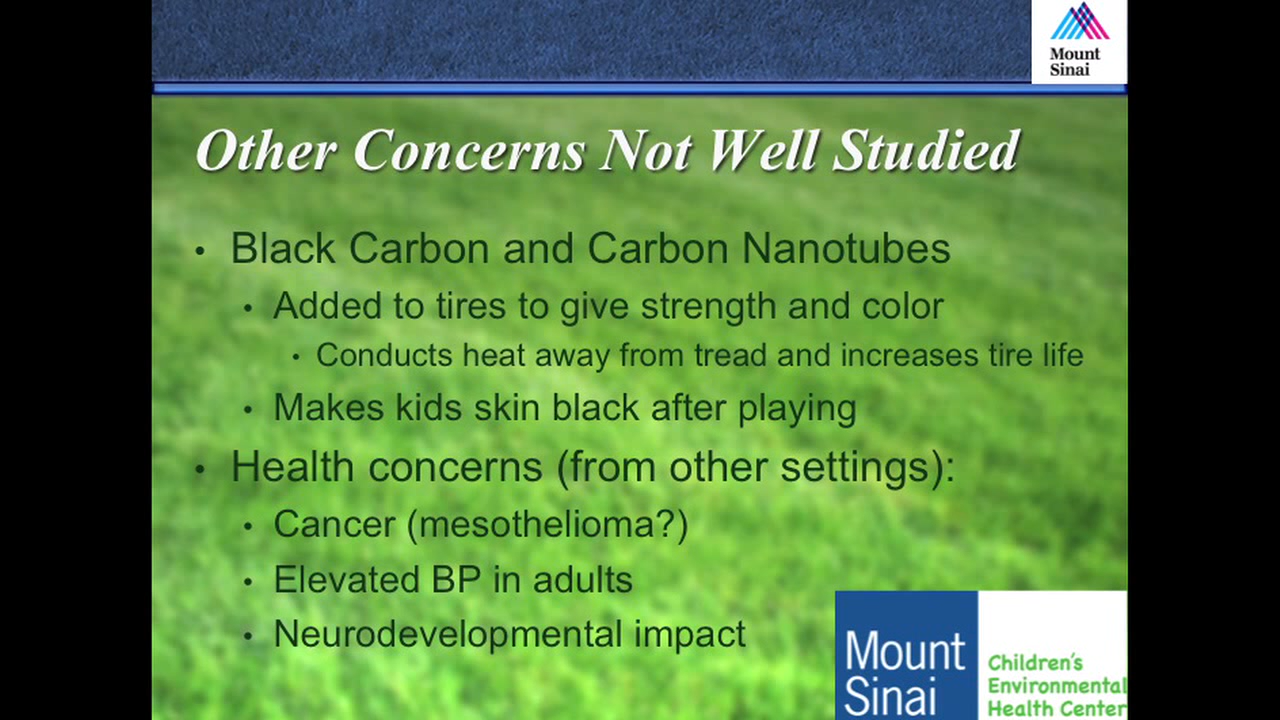 Mount
Sinai
Other Concerns Not Well Studied
• Black Carbon and Carbon Nanotubes
• Added to tires to give strength and color
• Conducts heat away from tread and increases tire life
• Makes kids skin black after playing
• Health concerns (from other settings):
• Cancer (mesothelioma?)
• Elevated BP in adults
• Neurodevelopmental impact
Mount
Sinai
Children's
Environmental
Health Center